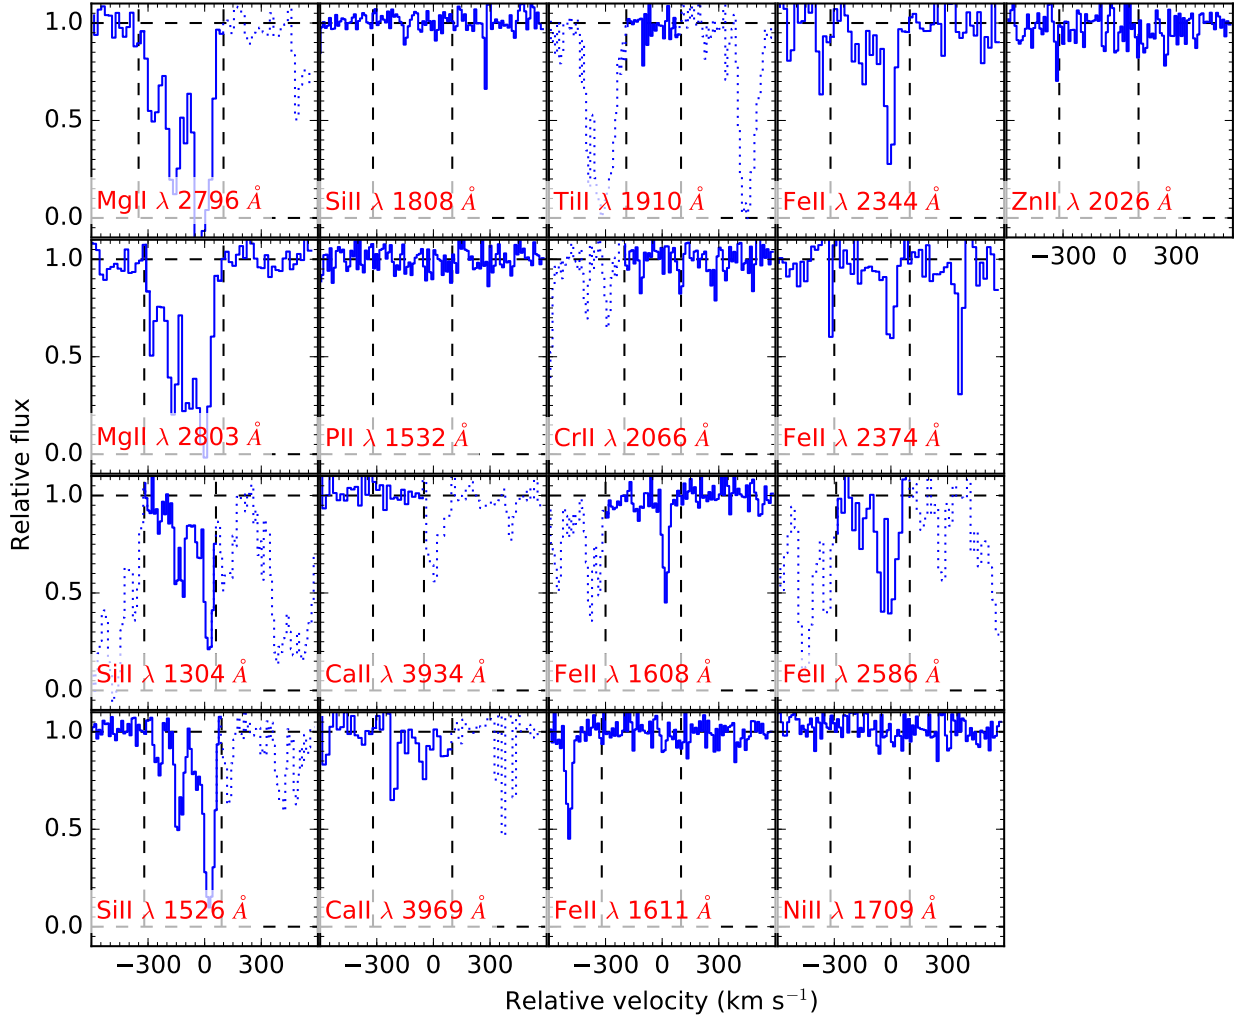 1.0
0.5
0.0
MgII λ 2796 Å
SiII λ 1808 Å
TiII λ 1910 Å
FeII λ 2344 Å
ZnII λ 2026 Å
−300 0 300
1.0
0.5
0.0
MgII λ 2803 Å
PII λ 1532 Å
CrII λ 2066 Å
FeII λ 2374 Å
Relative flux
1.0
0.5
0.0
SiII λ 1304 Å
CaII λ 3934 Å
FeII λ 1608 Å
FeII λ 2586 Å
1.0
0.5
0.0
SiII λ 1526 Å
CaII λ 3969 Å
FeII λ 1611 Å
NiII λ 1709 Å
−300 0 300
−300 0 300
−300 0 300
−300 0 300
Relative velocity (km s⁻¹)